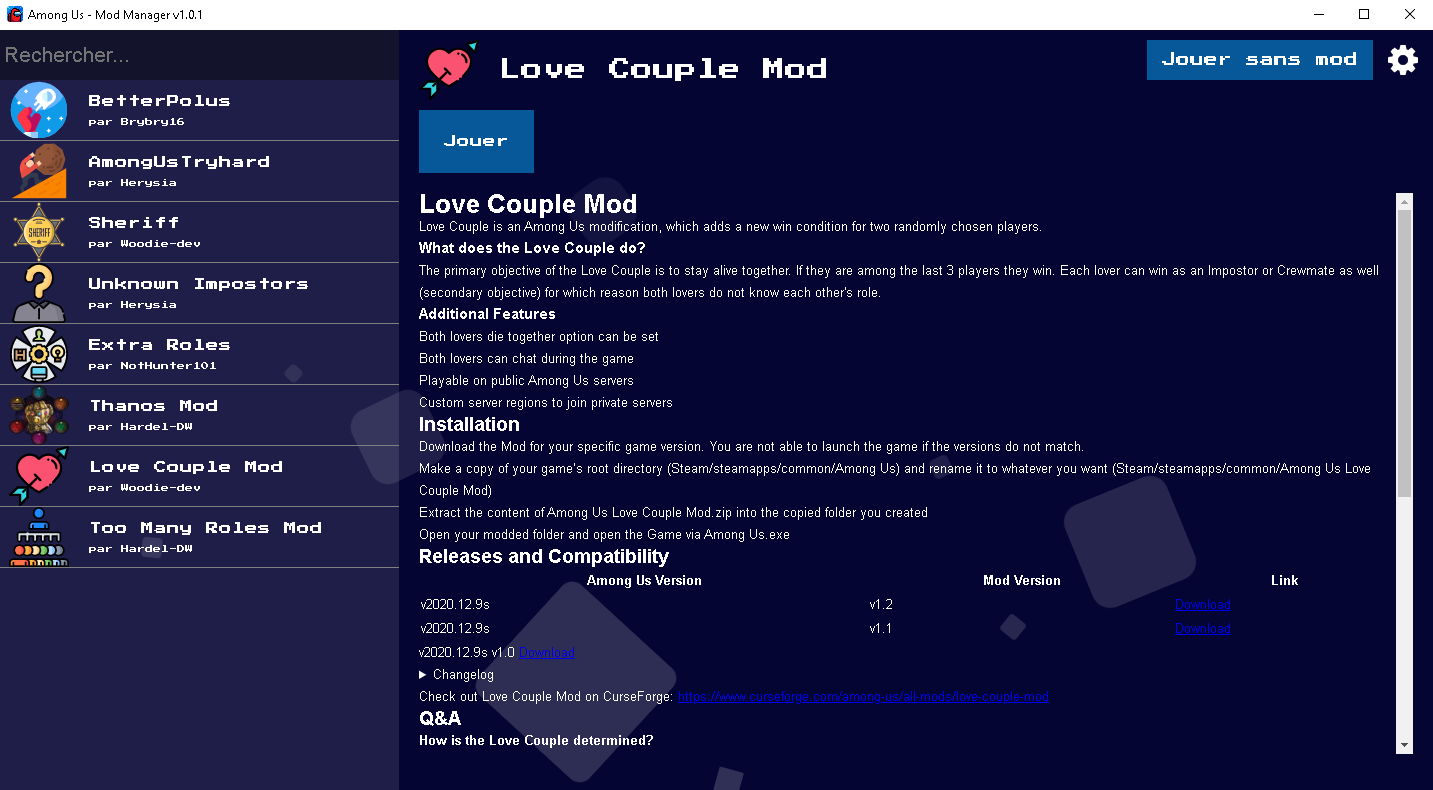 Among Us - Mod Manager v1.0.1
Rechercher...
BetterPolus
par Brybry16
AmongUsTryhard
par Herysia
Sheriff
SHERIFF
par Woodie-dev
Unknown Impostors
par Herysia
Extra Roles
par NotHunter101
Thanos Mod
par Hardel-DW
Love Couple Mod
par Woodie-dev
Too Many Roles Mod
par Hardel-DW
Love Couple Mod
Jouer sans mod
Jouer
Love Couple Mod
Love Couple is an Among Us modification, which adds a new win condition for two randomly chosen players.
What does the Love Couple do?
The primary objective of the Love Couple is to stay alive together. If they are among the last 3 players they win. Each lover can win as an Impostor or Crewmate as well
(secondary objective) for which reason both lovers do not know each other's role.
Additional Features
Both lovers die together option can be set
Both lovers can chat during the game
Playable on public Among Us servers
Custom server regions to join private servers
Installation
Download the Mod for your specific game version. You are not able to launch the game if the versions do not match.
Make a copy of your game's root directory (Steam/steamapps/common/Among Us) and rename it to whatever you want (Steam/steamapps/common/Among Us Love
Couple Mod)
Extract the content of Among Us Love Couple Mod.zip into the copied folder you created
Open your modded folder and open the Game via Among Us.exe
Releases and Compatibility
Among Us Version Mod Version Link
v2020.12.9s v1.2 Download
v2020.12.9s v1.1 Download
v2020.12.9s v1.0 Download
Changelog
Check out Love Couple Mod on CurseForge: https://www.curseforge.com/among-us/all-mods/love-couple-mod
Q&A
How is the Love Couple determined?